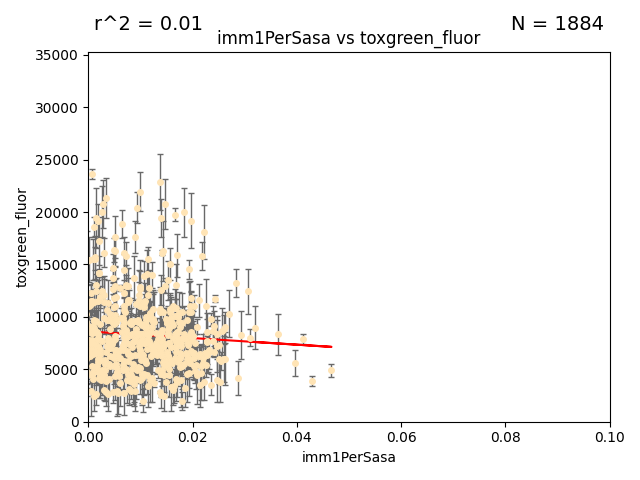 r^2 = 0.01
N = 1884
imm1PerSasa vs toxgreen_fluor
35000
30000
25000
20000
15000
10000
5000
0
toxgreen_fluor
0.00
0.02
0.04
0.06
0.08
0.10
imm1PerSasa